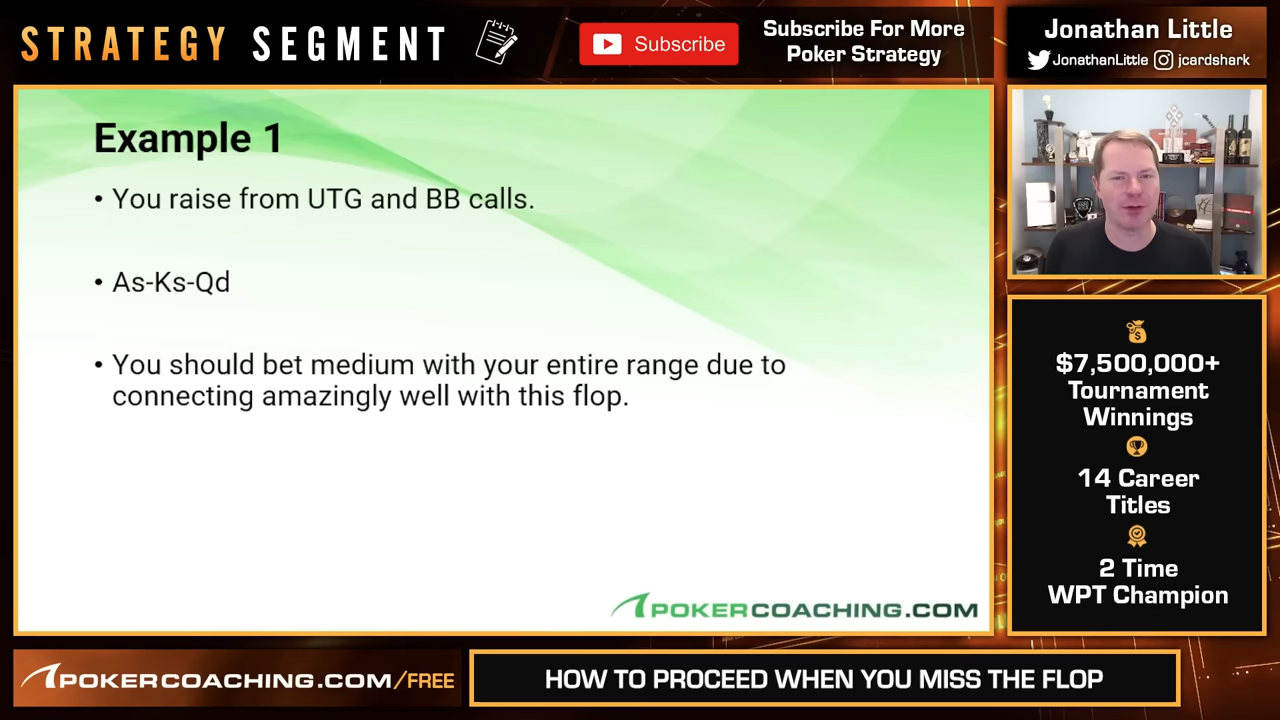 STRATEGY SEGMENT
Subscribe
Subscribe For More
Poker Strategy
Jonathan Little
JonathanLittle jcardshark
Example 1
• You raise from UTG and BB calls.
• As-Ks-Qd
• You should bet medium with your entire range due to
connecting amazingly well with this flop.
POKERCOACHING.COM
$7,500,000+
Tournament
Winnings
14 Career
Titles
2 Time
WPT Champion
POKERCOACHING.COM/FREE
HOW TO PROCEED WHEN YOU MISS THE FLOP